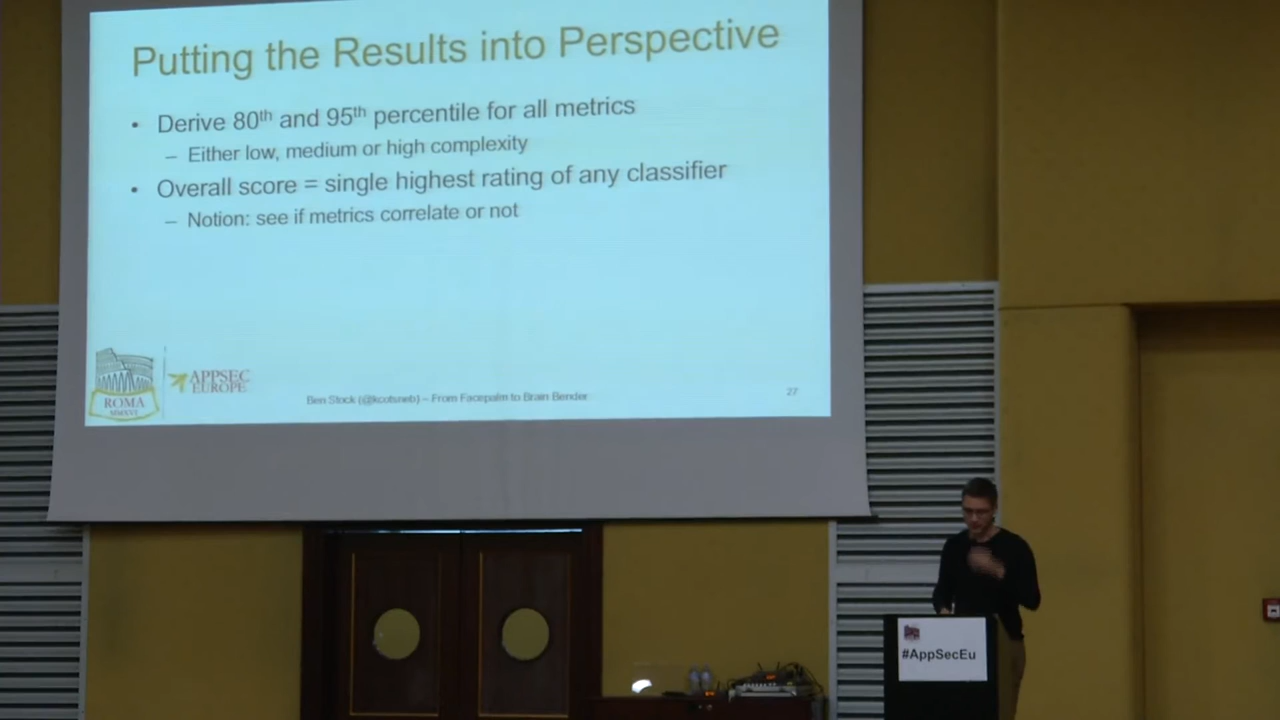 Putting the Results into Perspective
• Derive 80th and 95th percentile for all metrics
– Either low, medium or high complexity
• Overall score = single highest rating of any classifier
– Notion: see if metrics correlate or not
ROMA
MMXVI
APPSEC
EUROPE
Ben Stock (@kcotsneb) – From Facepalm to Brain Bender
27
#AppSecEu